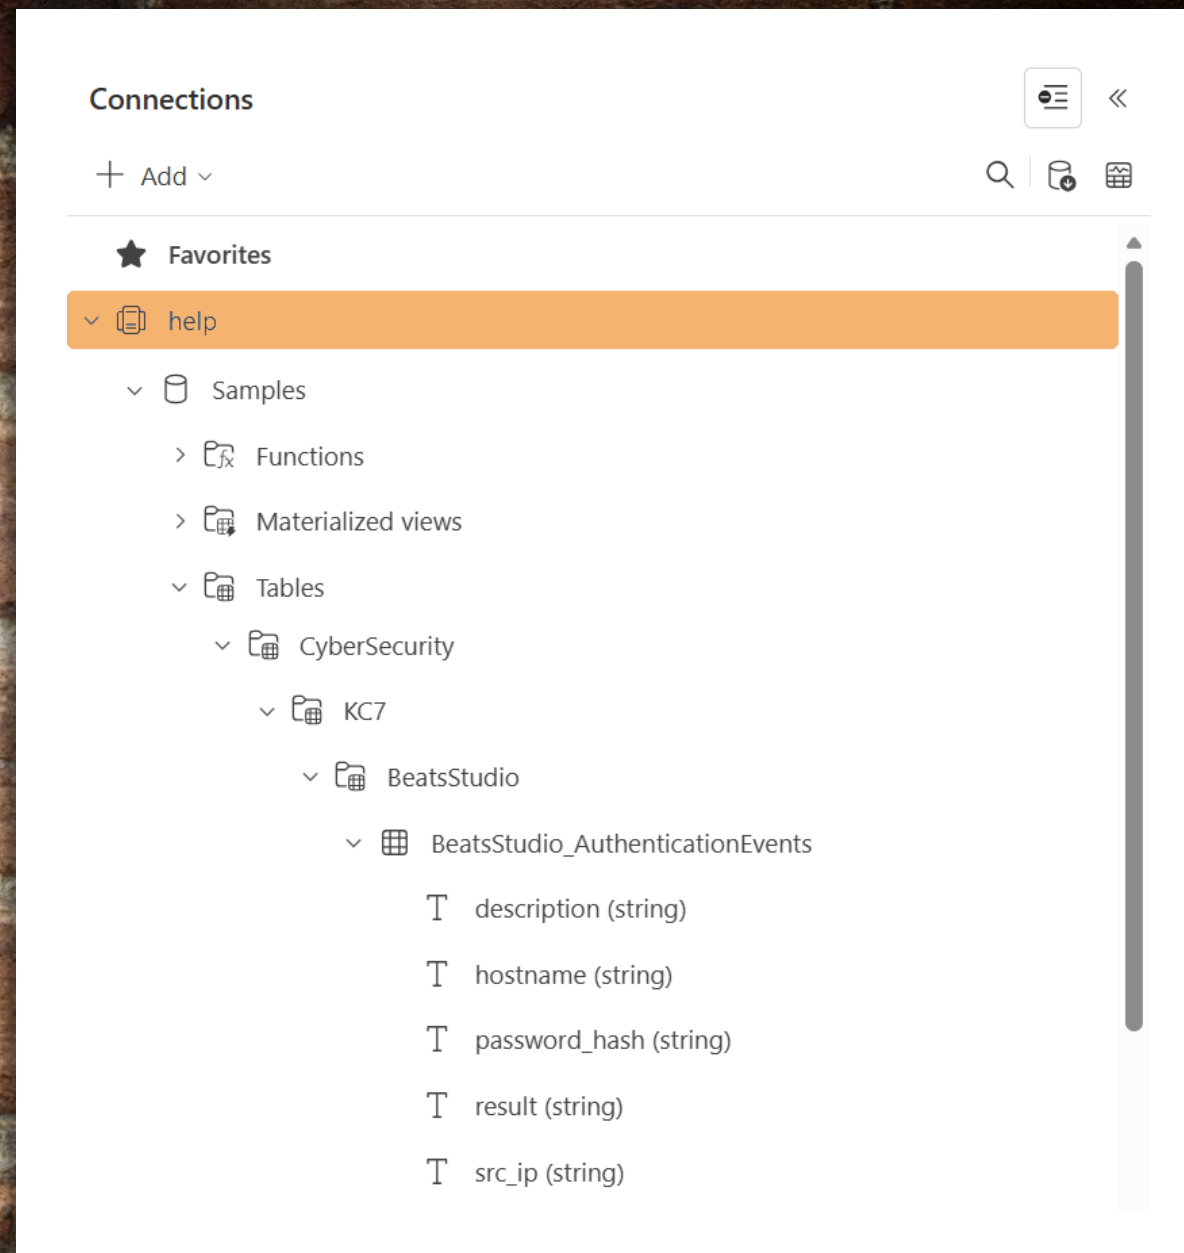 Connections
Add
Favorites
help
Samples
Functions
Materialized views
Tables
CyberSecurity
KC7
BeatsStudio
BeatsStudio_AuthenticationEvents
description (string)
hostname (string)
password_hash (string)
result (string)
src_ip (string)